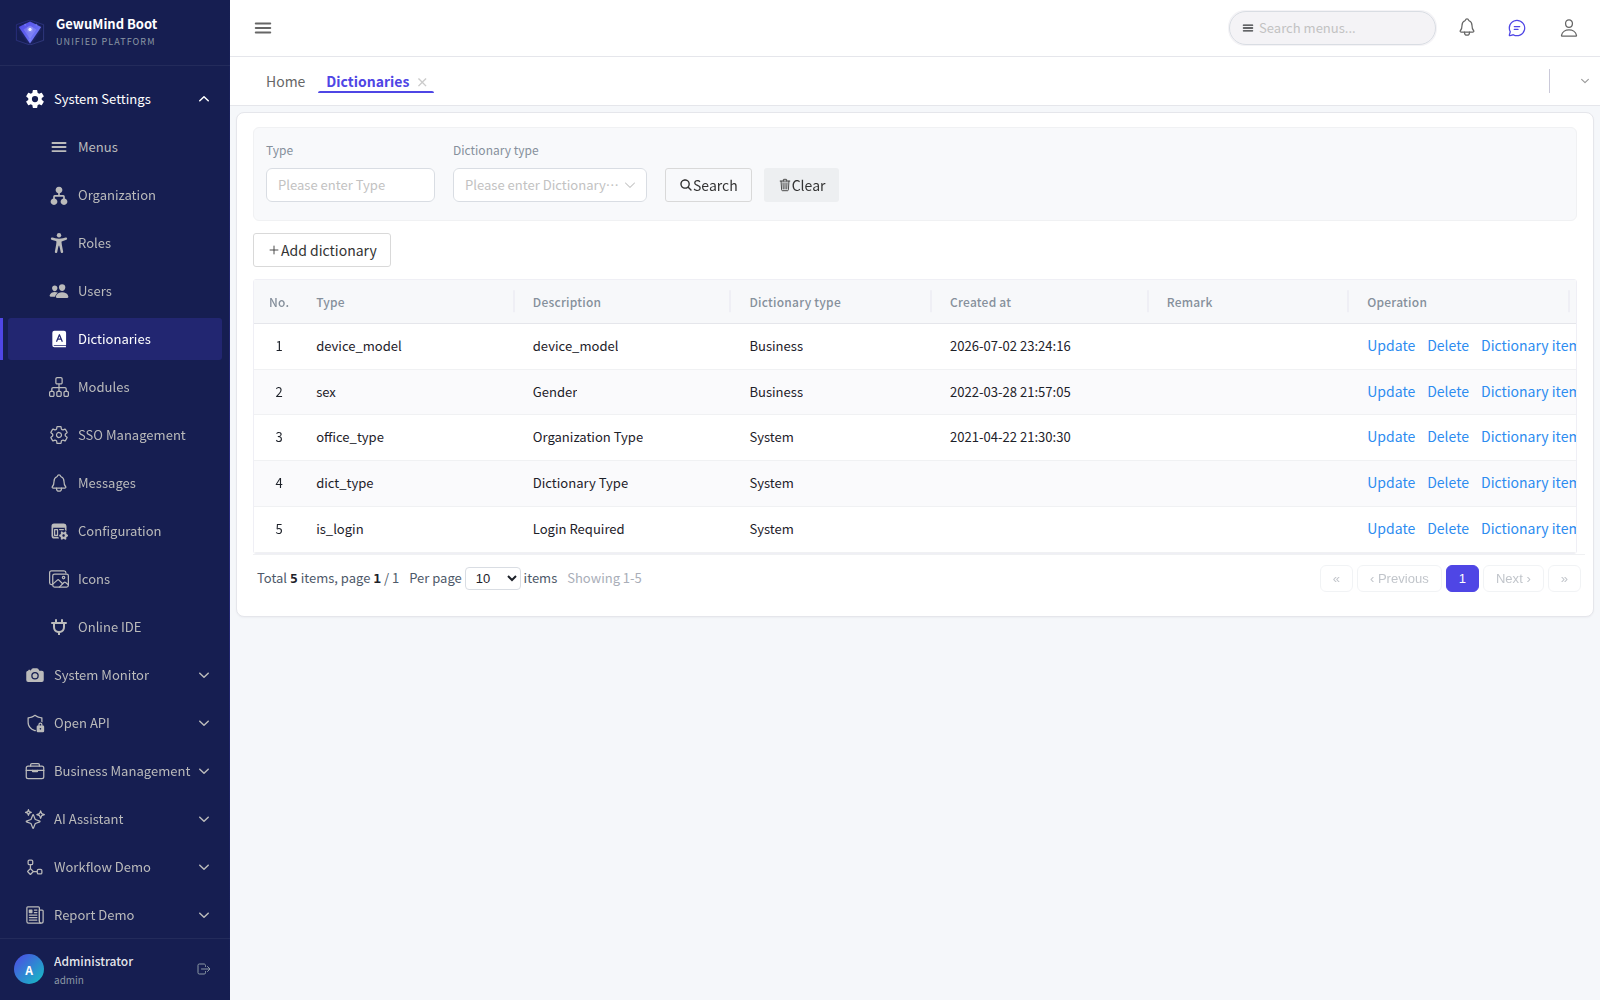 GewuMind Boot
UNIFIED PLATFORM
System Settings
Menus
Organization
Roles
Users
Dictionaries
Modules
SSO Management
Messages
Configuration
Icons
Online IDE
System Monitor
Open API
Business Management
AI Assistant
Workflow Demo
Report Demo
A
Administrator
admin
Search menus...
Home Dictionaries
Type Dictionary type
Please enter Type Please enter Dictionary··· Search Clear
+Add dictionary
No. Type Description Dictionary type Created at Remark Operation
1 device_model device_model Business 2026-07-02 23:24:16 Update Delete Dictionary item
2 sex Gender Business 2022-03-28 21:57:05 Update Delete Dictionary item
3 office_type Organization Type System 2021-04-22 21:30:30 Update Delete Dictionary item
4 dict_type Dictionary Type System Update Delete Dictionary item
5 is_login Login Required System Update Delete Dictionary item
Total 5 items, page 1 / 1 Per page 10 items Showing 1-5 « ‹ Previous 1 Next › »